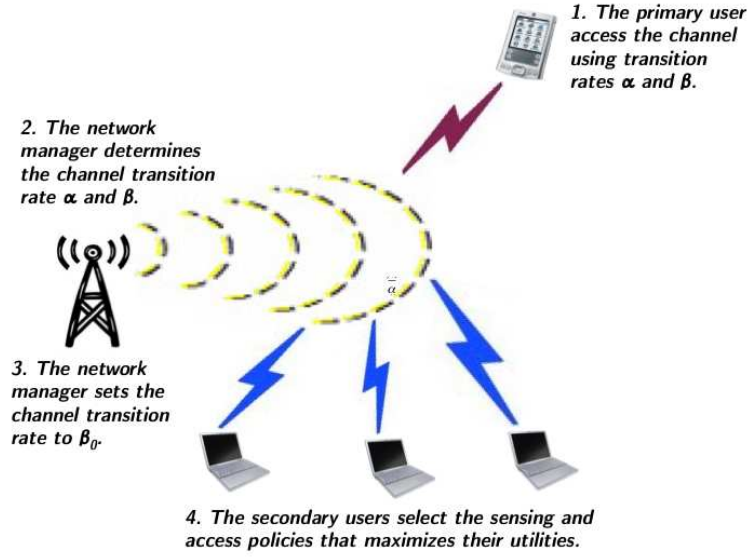 1. The primary user
access the channel
using transition
rates α and β.
2. The network
manager determines
the channel transition
rate α and β.
α
3. The network
manager sets the
channel transition
rate to β₀.
4. The secondary users select the sensing and
access policies that maximizes their utilities.